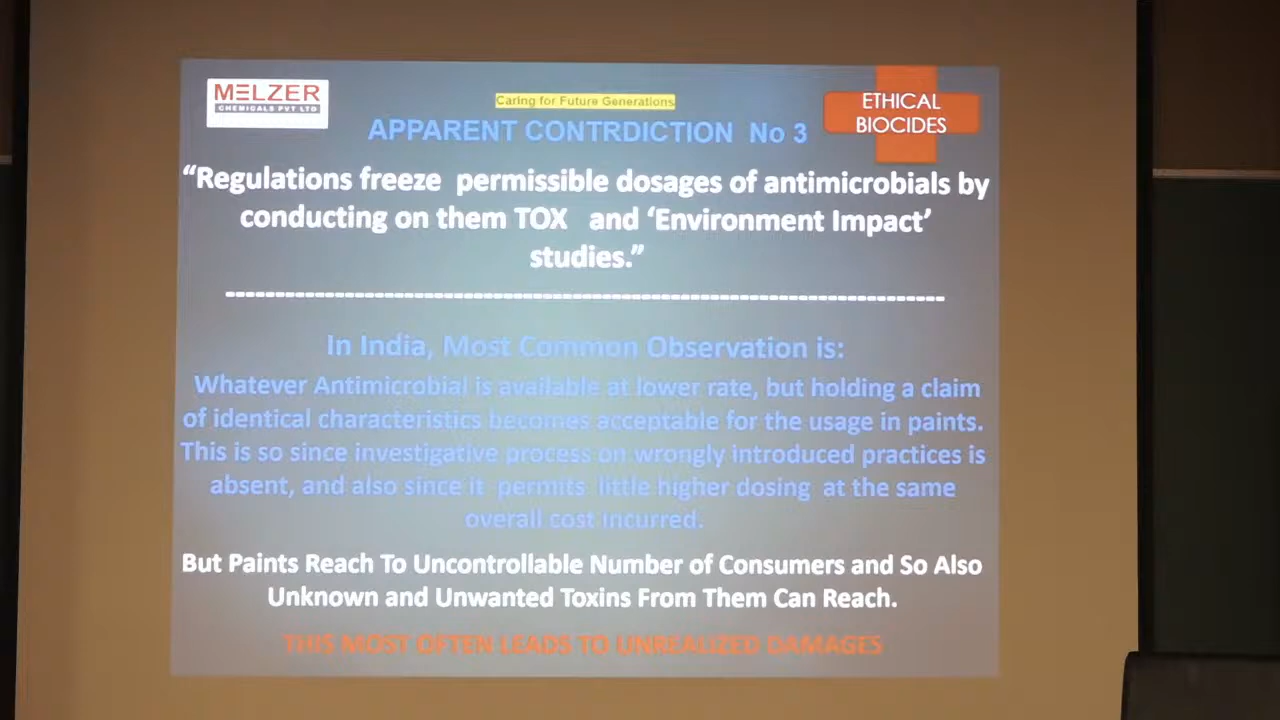 MELZER
CHEMICALS PVT LTD
Caring for Future Generations
ETHICAL
BIOCIDES
APPARENT CONTRDICTION No 3
“Regulations freeze permissible dosages of antimicrobials by
conducting on them TOX and ‘Environment Impact’
studies.”
------------------------------------------------------------------------
In India, Most Common Observation is:
Whatever Antimicrobial is available at lower rate, but holding a claim
of identical characteristics becomes acceptable for the usage in paints.
This is so since investigative process on wrongly introduced practices is
absent, and also since it permits little higher dosing at the same
overall cost incurred.
But Paints Reach To Uncontrollable Number of Consumers and So Also
Unknown and Unwanted Toxins From Them Can Reach.
THIS MOST OFTEN LEADS TO UNREALIZED DAMAGES